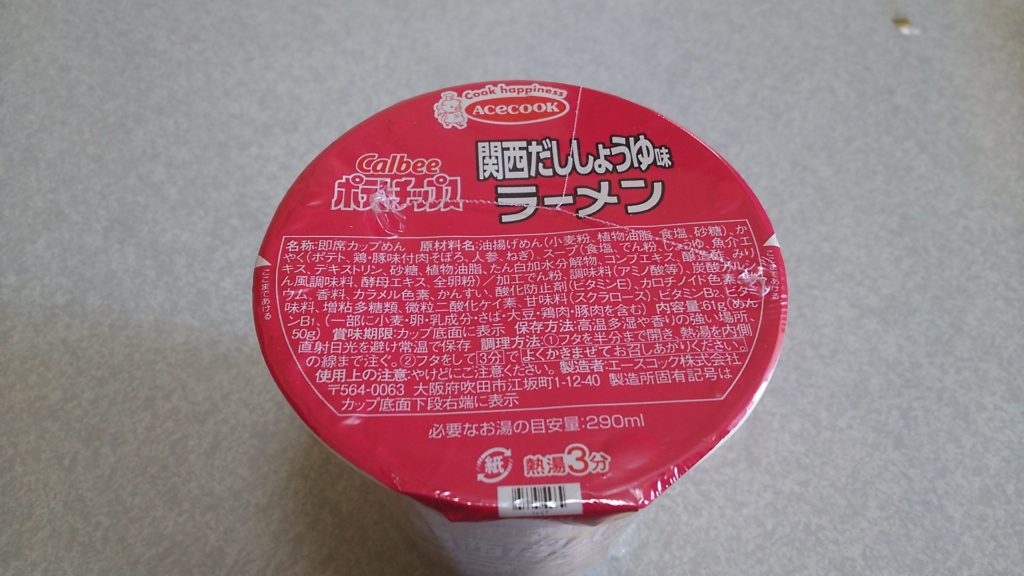 Cook happiness
ACECOOK
Calbee
ポテトチップス
関西だししょうゆ味
ラーメン
名称:即席カップめん 原材料名:油揚げめん(小麦粉、植物油脂、食塩、砂糖)、か
やく(ポテト、鶏・豚味付肉そぼろ、人参、ねぎ)、スープ(食塩、でん粉、しょうゆ、魚介エ
キス、デキストリン、砂糖、植物油脂、たん白加水分解物、コンブエキス、醸造酢、みり
ん風調味料、酵母エキス、全卵粉)/加工でん粉、調味料(アミノ酸等)、炭酸カルシ
ウム、香料、カラメル色素、かんすい、酸化防止剤(ビタミンE)、カロチノイド色素、
味料、増粘多糖類、微粒二酸化ケイ素、甘味料(スクラロース)、ビタミンB2、ビタミ
ンB1、(一部に小麦・卵・乳成分・さば・大豆・鶏肉・豚肉を含む) 内容量:61g(めん
50g) 賞味期限:カップ底面に表示 保存方法:高温多湿や香りの強い場所、
直射日光を避け常温で保存 調理方法①フタを半分まで開き、熱湯を内側
の線まで注ぐ。②フタをして3分でよくかきまぜてお召しあがりください。
使用上の注意:やけどにご注意ください。 製造者:エースコック株式会社
〒564-0063 大阪府吹田市江坂町1-12-40 製造所固有記号は
カップ底面下段右端に表示
必要なお湯の目安量:290ml
紙
熱湯3分